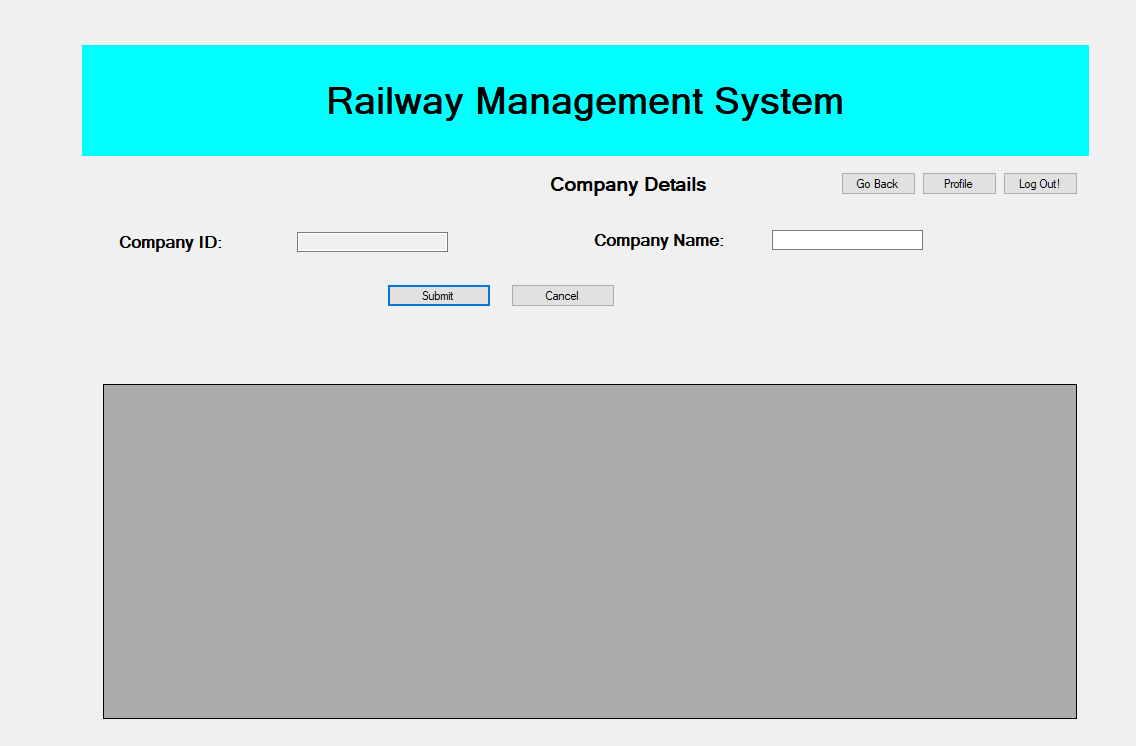 Railway Management System
Company Details
Go Back
Profile
Log Out!
Company ID:
Company Name:
Submit
Cancel